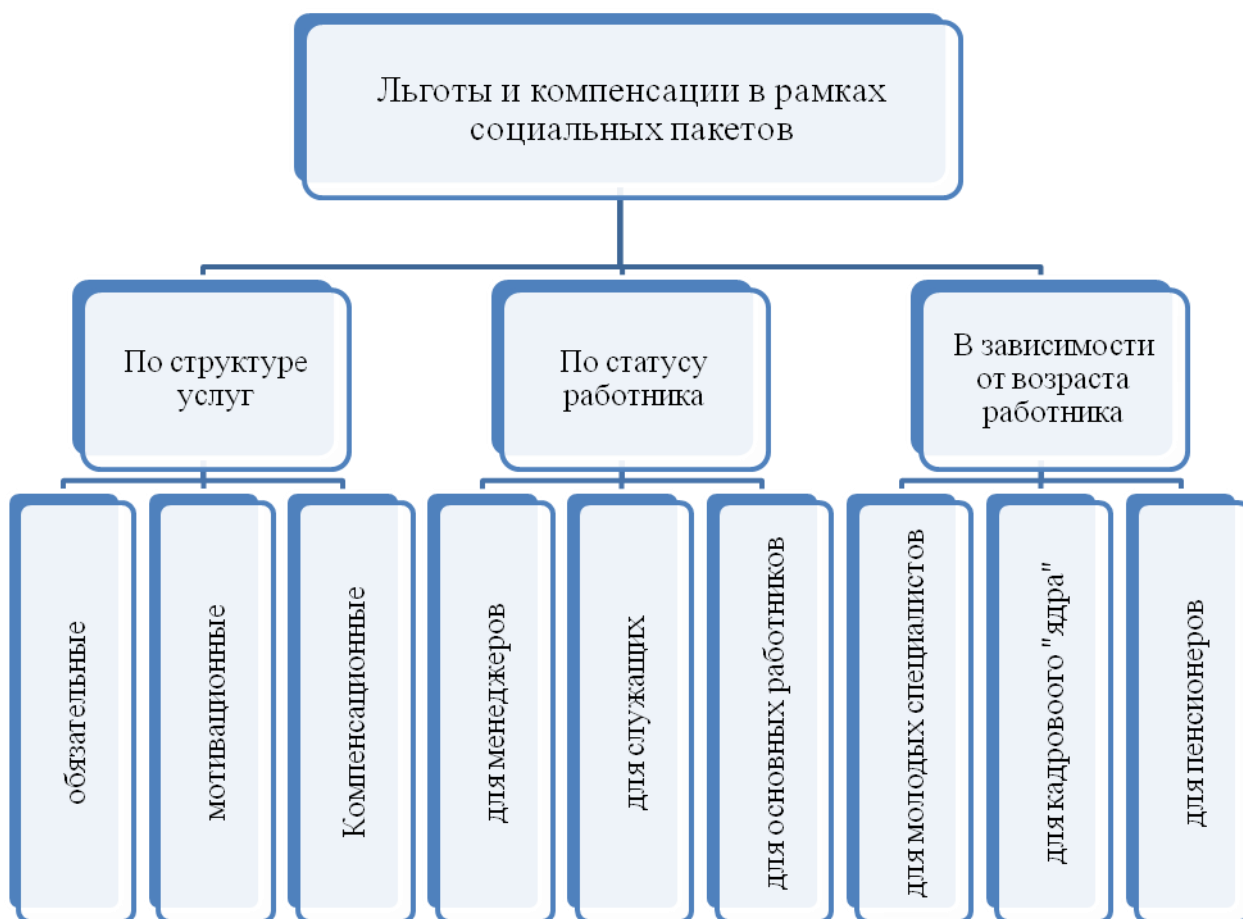 Льготы и компенсации в рамках
социальных пакетов
По структуре
услуг
По статусу
работника
В зависимости
от возраста
работника
обязательные
мотивационные
Компенсационные
для менеджеров
для служащих
для основных работников
для молодых специалистов
для кадровоого "ядра"
для пенсионеров